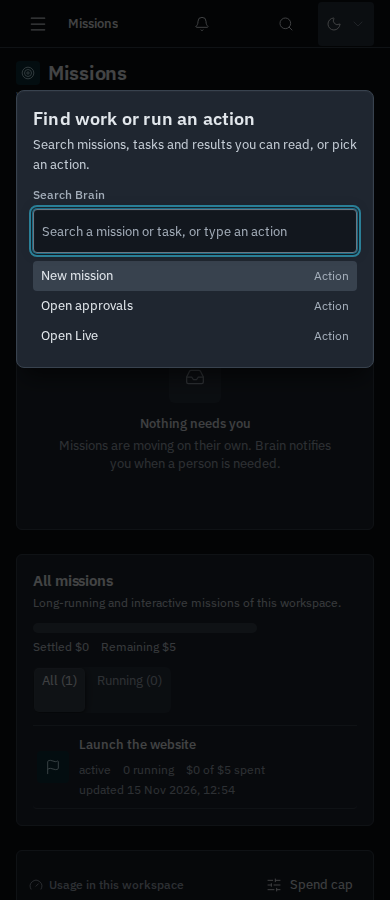 Missions
Missions
Find work or run an action
Search missions, tasks and results you can read, or pick
an action.
Search Brain
Search a mission or task, or type an action
New mission Action
Open approvals Action
Open Live Action
Nothing needs you
Missions are moving on their own. Brain notifies
you when a person is needed.
All missions
Long-running and interactive missions of this workspace.
Settled $0 Remaining $5
All (1) Running (0)
Launch the website
active 0 running $0 of $5 spent
updated 15 Nov 2026, 12:54
Usage in this workspace Spend cap